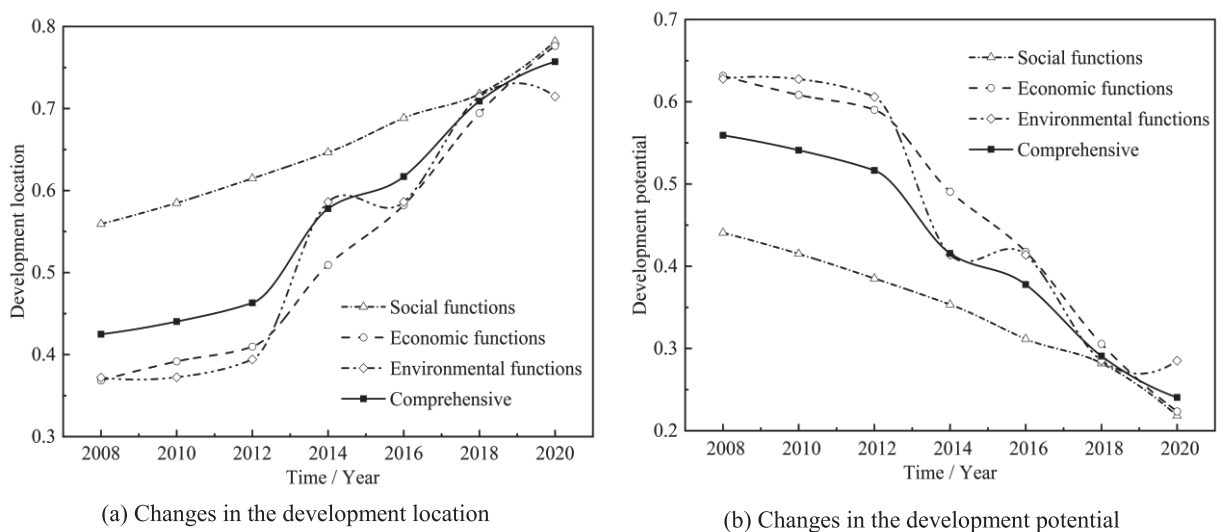 0.8
0.7
0.6
0.5
0.4
0.3
Development location
Social functions
Economic functions
Environmental functions
Comprehensive
2008 2010 2012 2014 2016 2018 2020
Time / Year
(a) Changes in the development location
0.7
0.6
0.5
0.4
0.3
0.2
Development potential
Social functions
Economic functions
Environmental functions
Comprehensive
2008 2010 2012 2014 2016 2018 2020
Time / Year
(b) Changes in the development potential